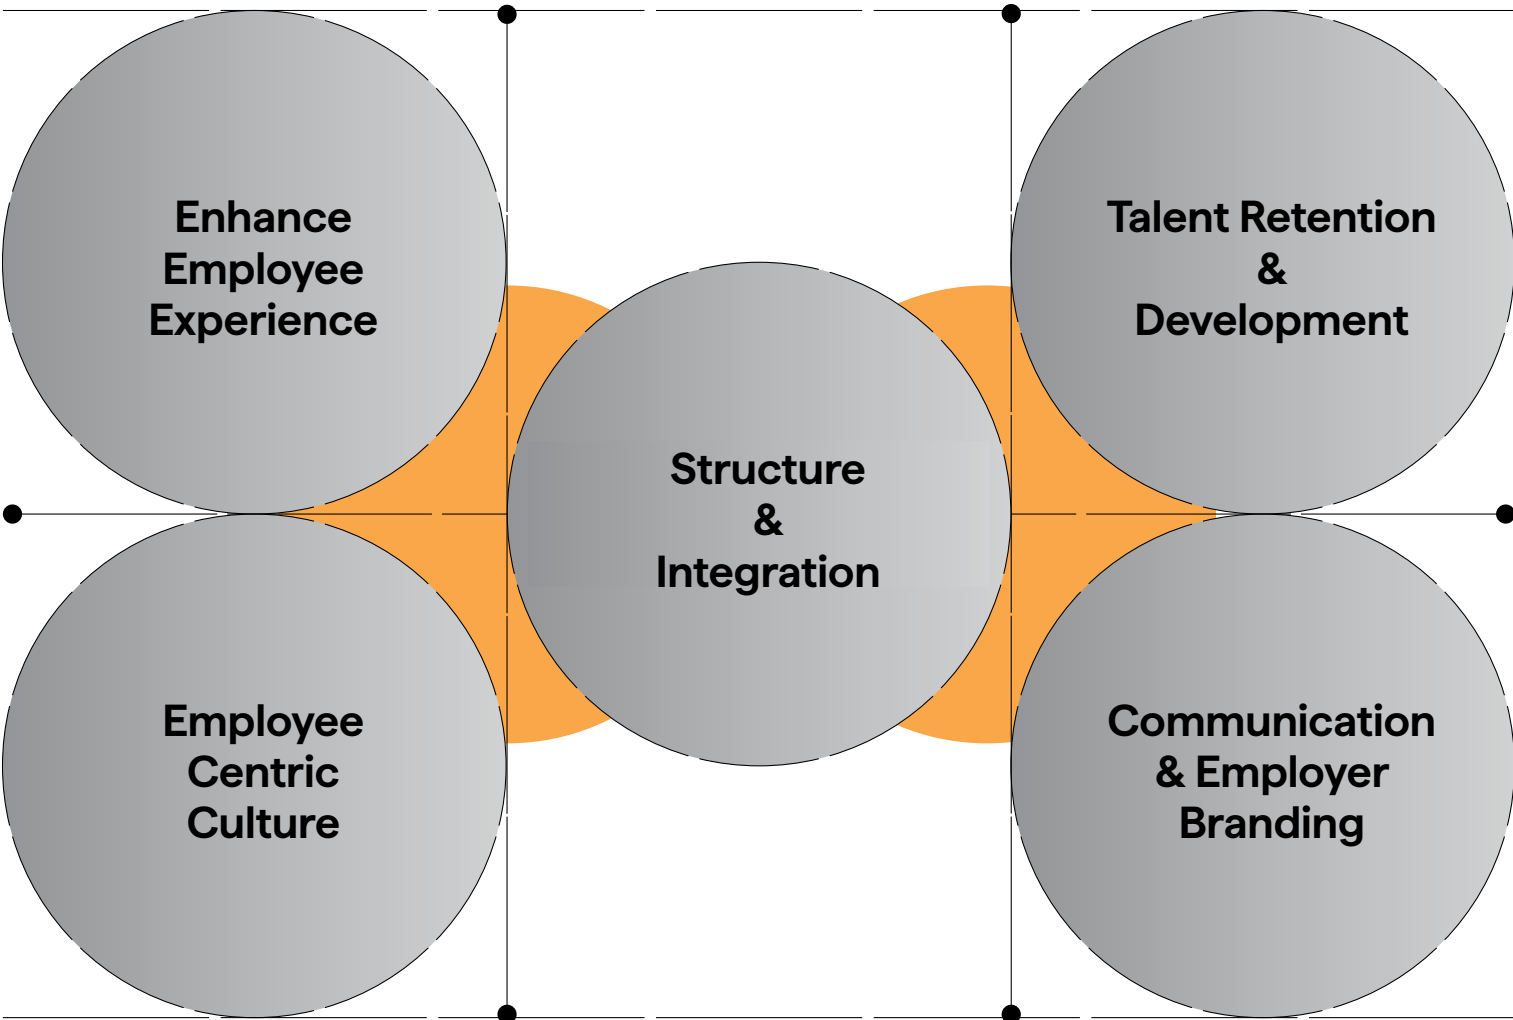 Enhance
Employee
Experience
Talent Retention
&
Development
Structure
&
Integration
Employee
Centric
Culture
Communication
& Employer
Branding